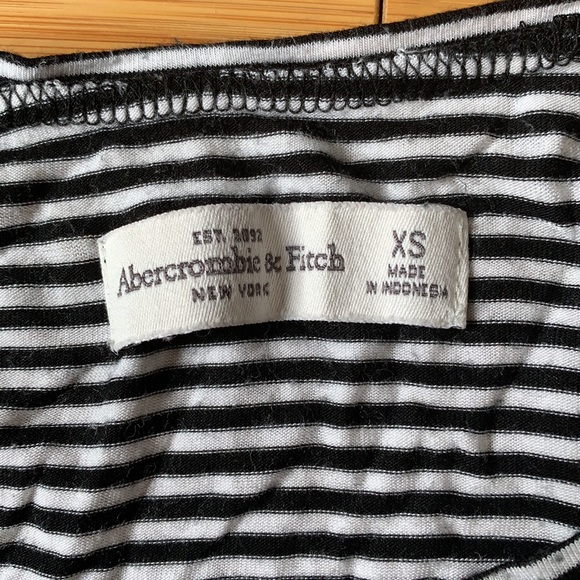 EST. 1892
Abercrombie & Fitch
NEW YORK
XS
MADE
IN INDONESIA